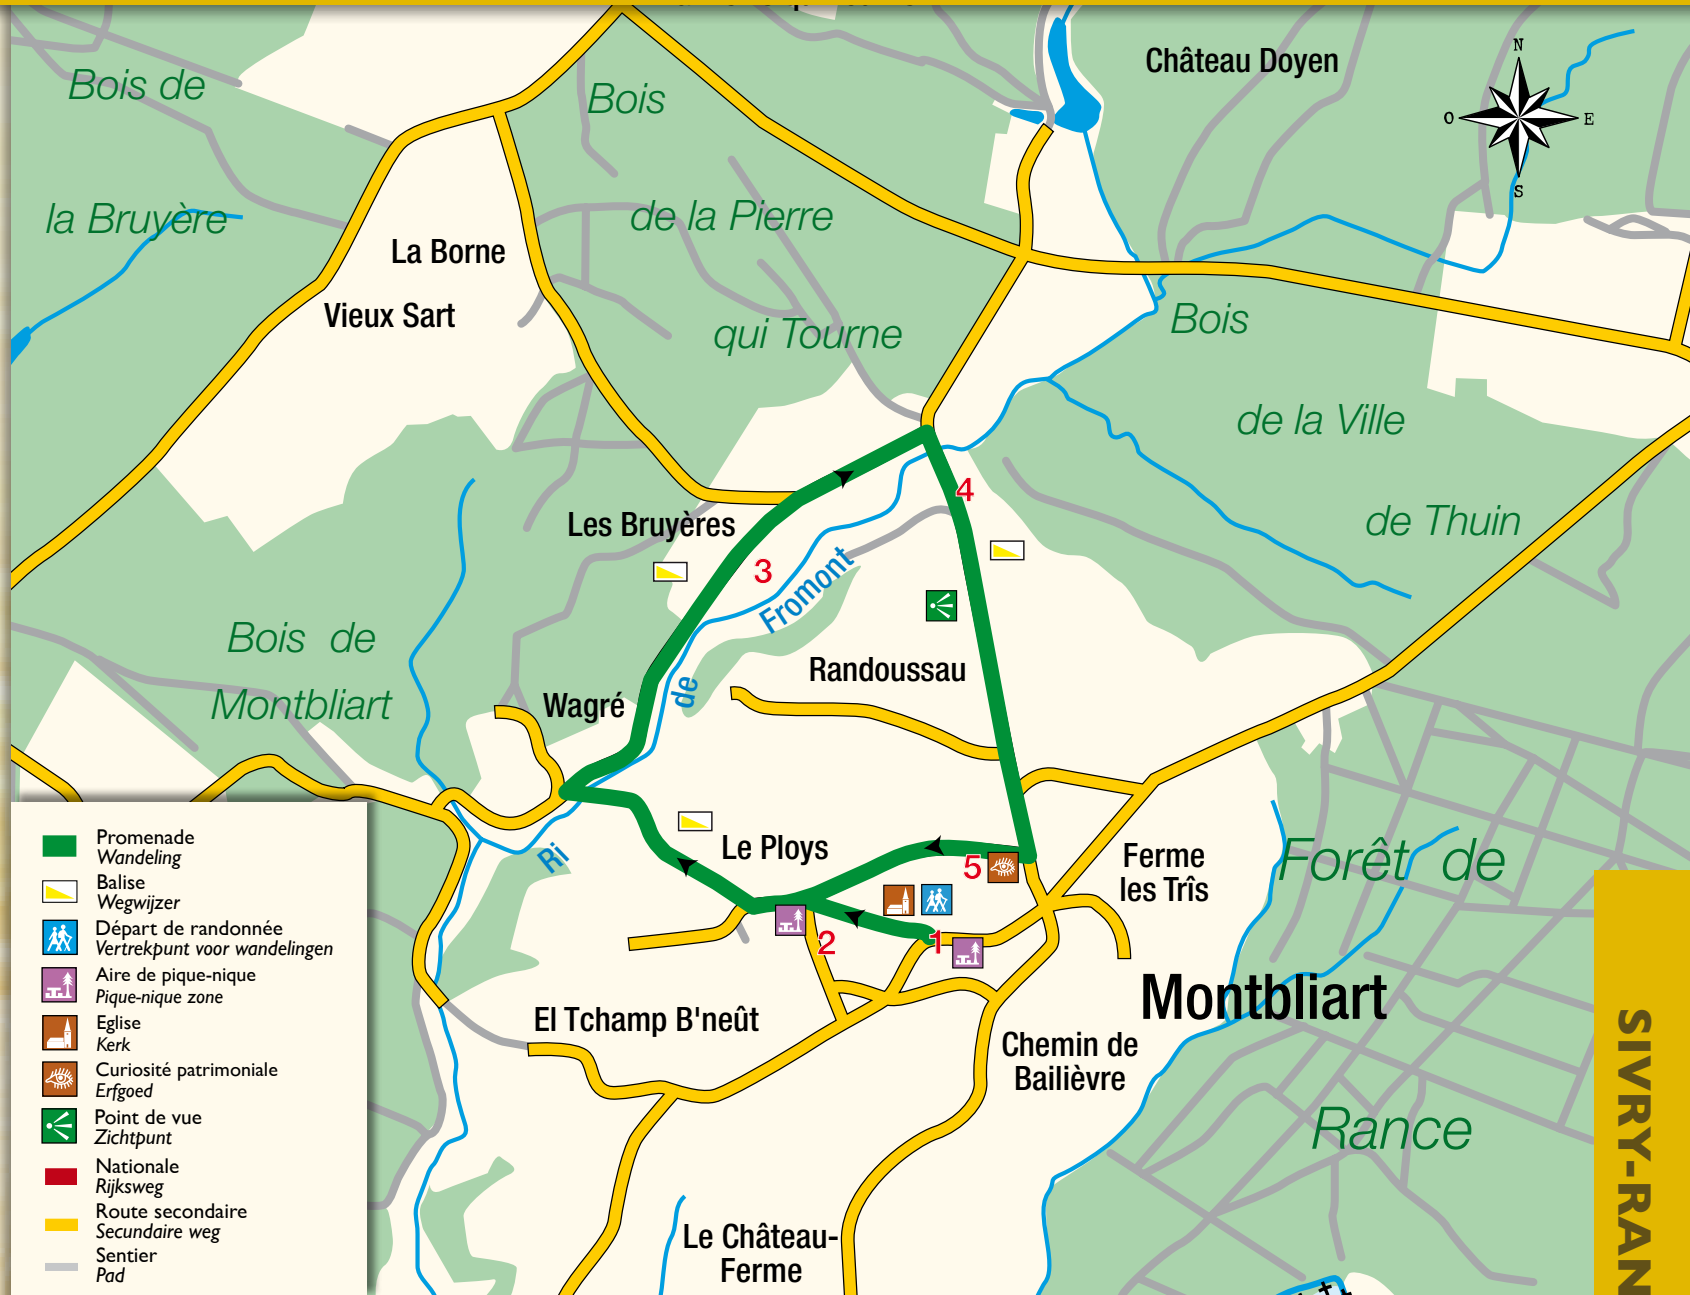 Château Doyen
N
O
E
S
Bois de
la Bruyère
Bois
de la Pierre
qui Tourne
La Borne
Vieux Sart
Bois
de la Ville
de Thuin
4
Les Bruyères
3
Fromont
de
Ri
Bois de
Montbliart
Wagré
Randoussau
Le Ploys
5
Ferme
les Trîs
Forêt de
Rance
2
1
Montbliart
El Tchamp B'neût
Chemin de
Bailièvre
Le Château-
Ferme
Promenade
Wandeling
Balise
Wegwijzer
Départ de randonnée
Vertrekpunt voor wandelingen
Aire de pique-nique
Pique-nique zone
Eglise
Kerk
Curiosité patrimoniale
Erfgoed
Point de vue
Zichtpunt
Nationale
Rijksweg
Route secondaire
Secundaire weg
Sentier
Pad
SIVRY-RAN